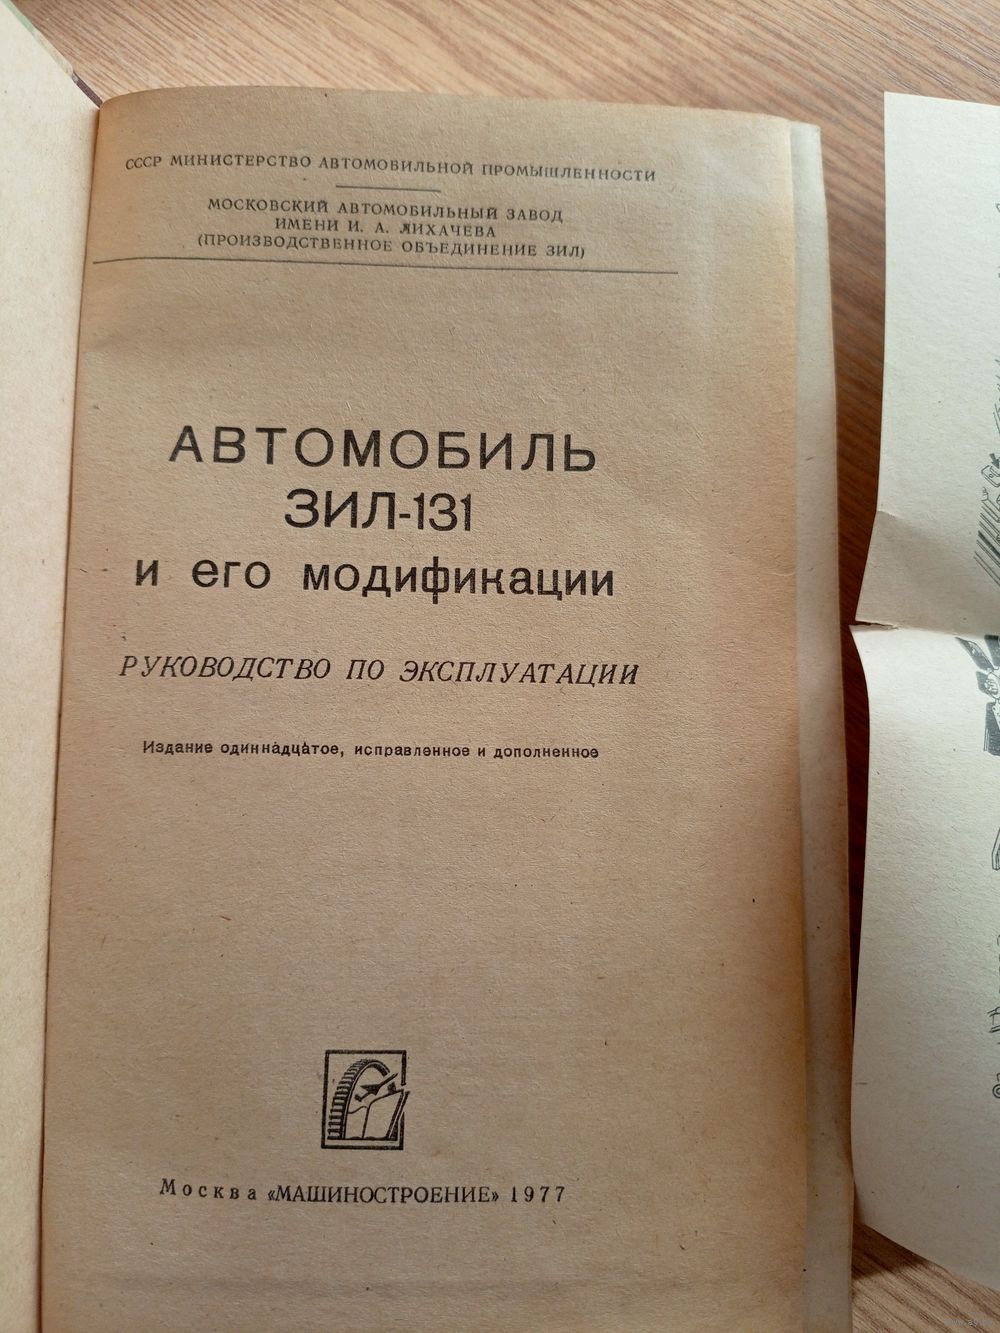 СССР МИНИСТЕРСТВО АВТОМОБИЛЬНОЙ ПРОМЫШЛЕННОСТИ
МОСКОВСКИЙ АВТОМОБИЛЬНЫЙ ЗАВОД
ИМЕНИ И. А. ЛИХАЧЕВА
(ПРОИЗВОДСТВЕННОЕ ОБЪЕДИНЕНИЕ ЗИЛ)
АВТОМОБИЛЬ
ЗИЛ-131
и его модификации
РУКОВОДСТВО ПО ЭКСПЛУАТАЦИИ
Издание одиннадцатое, исправленное и дополненное
Москва «МАШИНОСТРОЕНИЕ» 1977